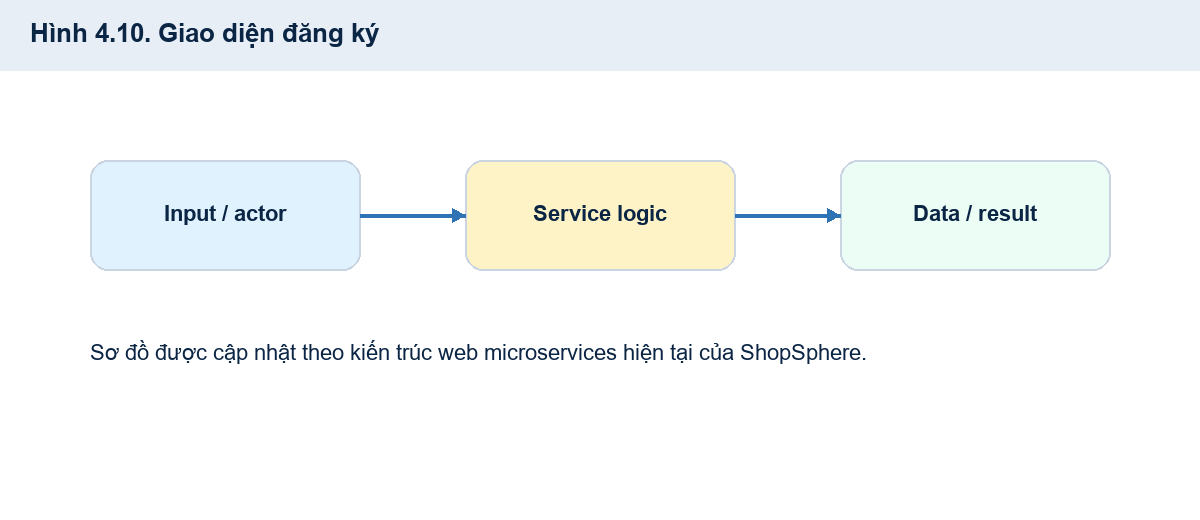 Hình 4.10. Giao diện đăng ký
Input / actor
Service logic
Data / result
Sơ đồ được cập nhật theo kiến trúc web microservices hiện tại của ShopSphere.